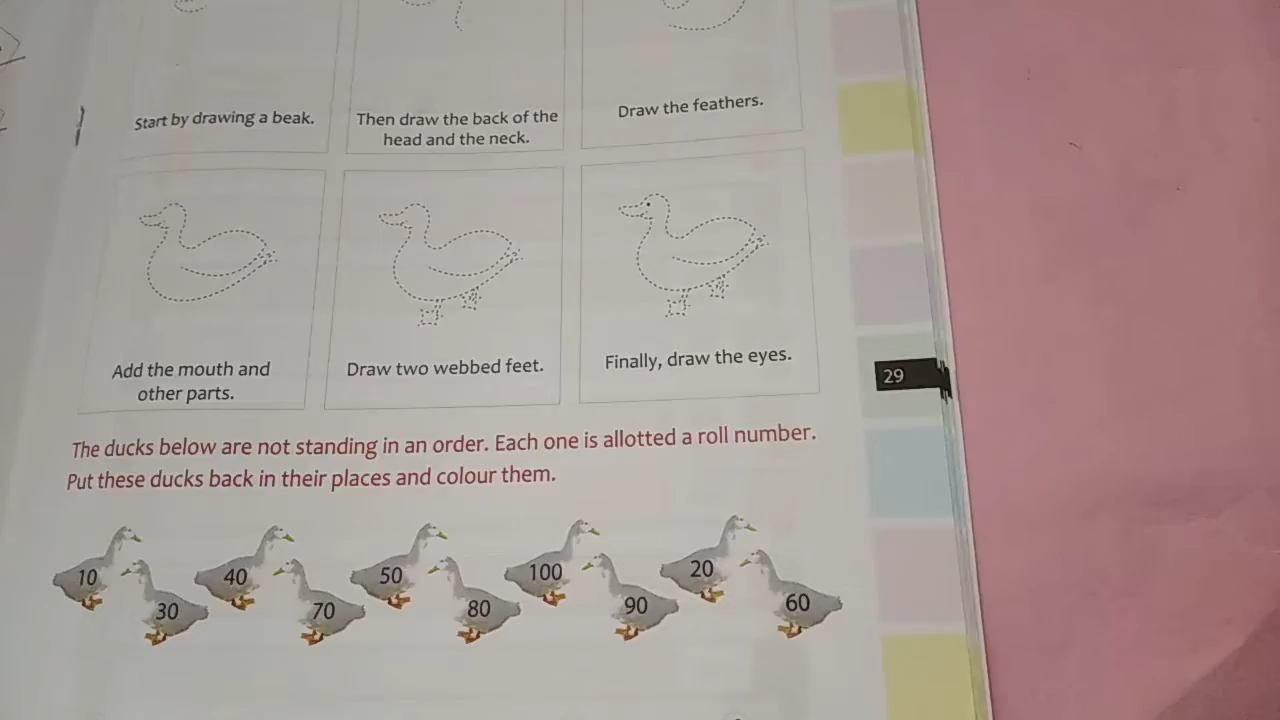 Start by drawing a beak.
Then draw the back of the
head and the neck.
Draw the feathers.
Add the mouth and
other parts.
Draw two webbed feet.
Finally, draw the eyes.
29
The ducks below are not standing in an order. Each one is allotted a roll number.
Put these ducks back in their places and colour them.
10
30
40
70
50
80
100
90
20
60